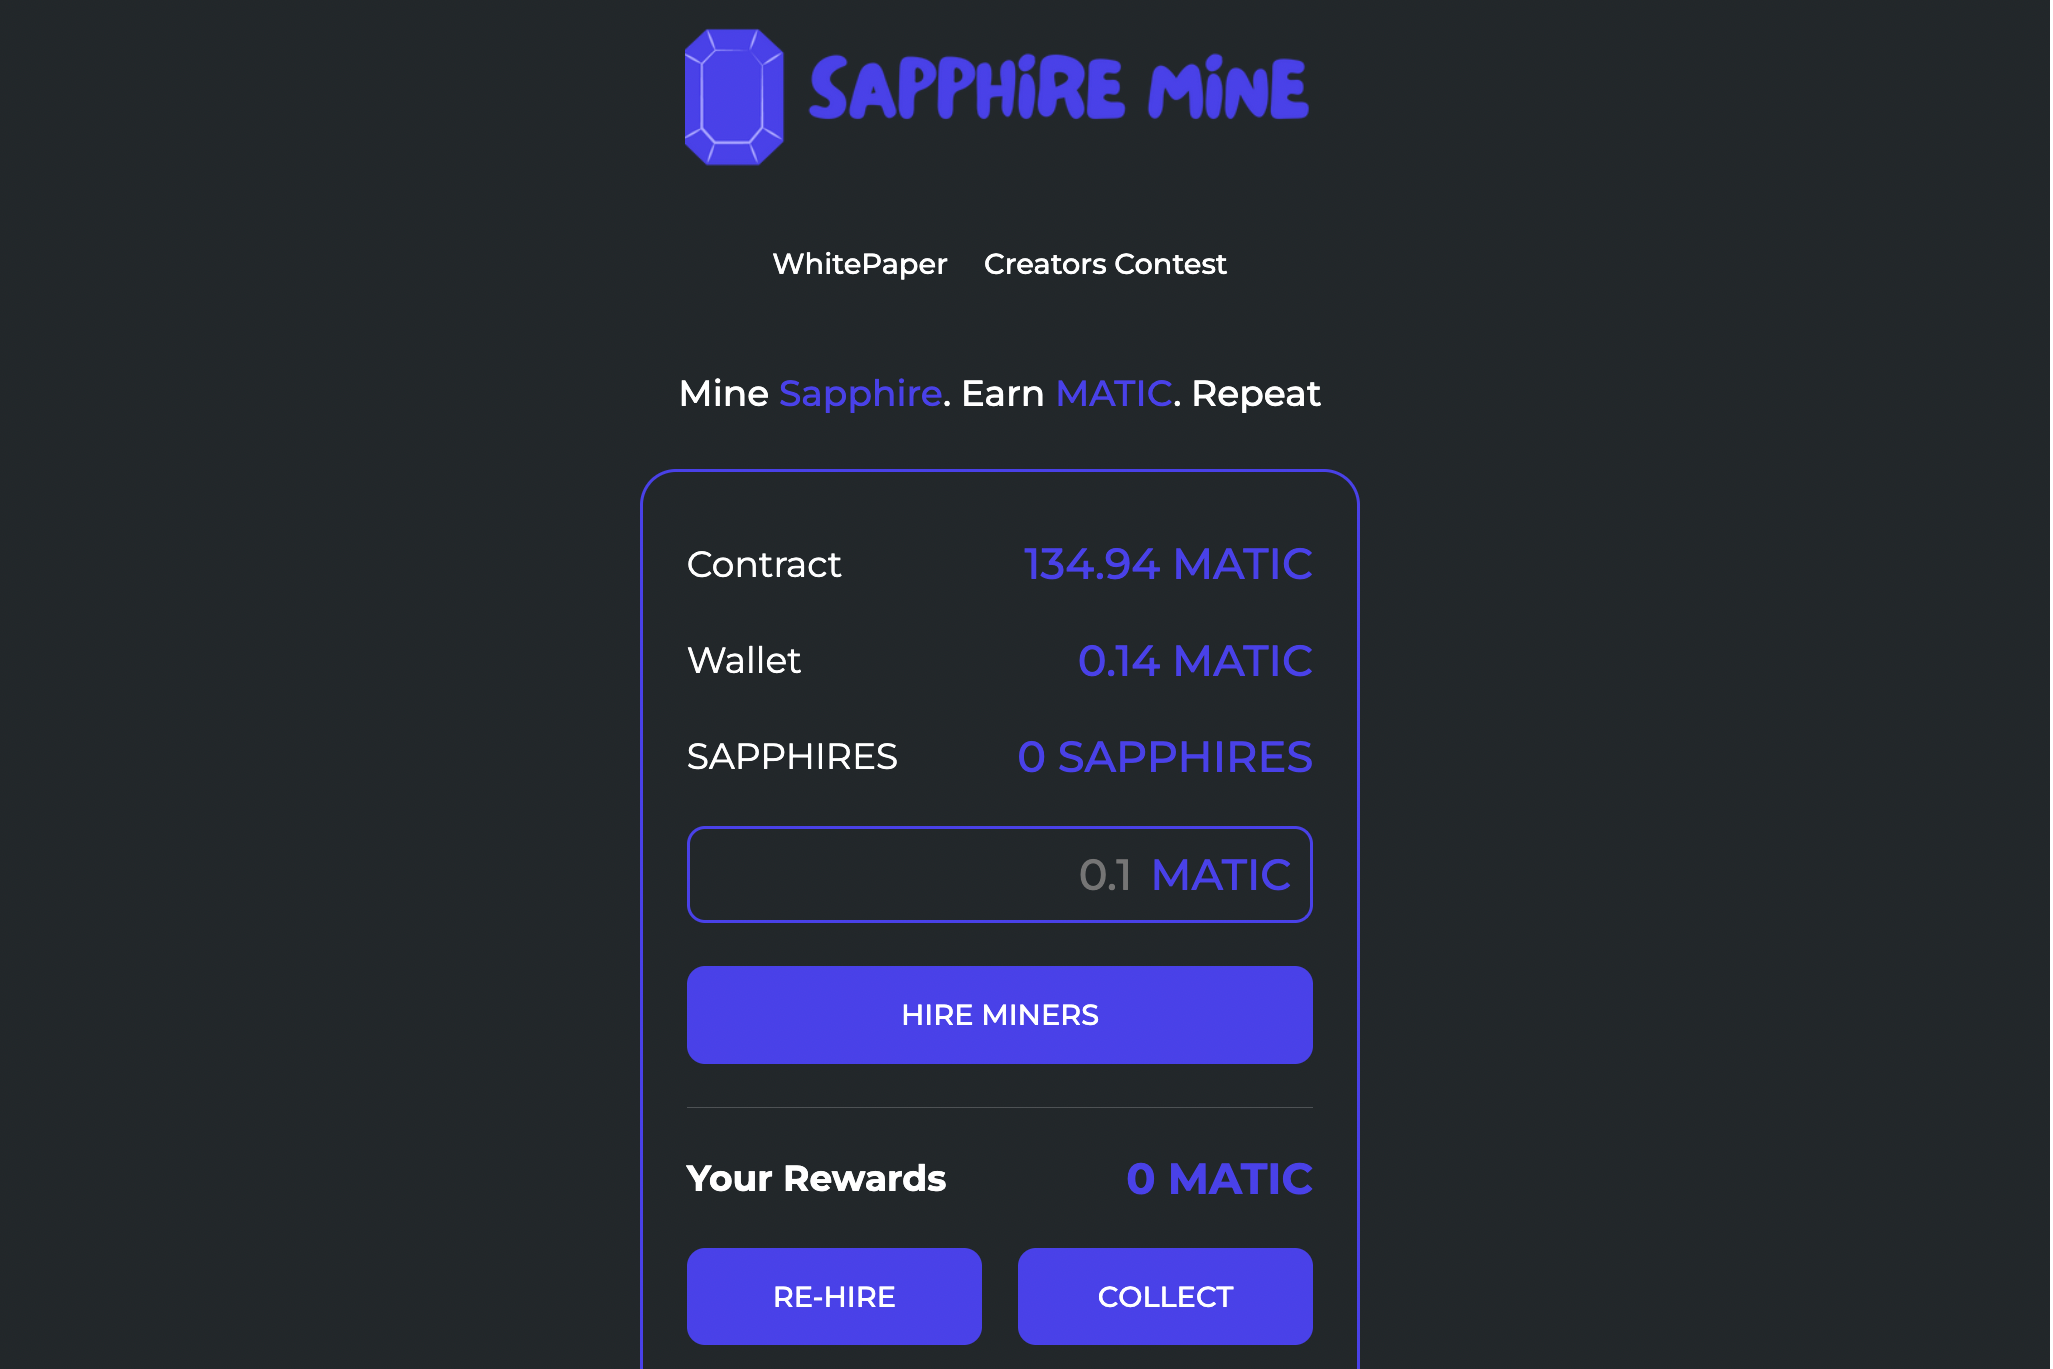 SAPPHiRE MiNE
WhitePaper Creators Contest
Mine Sapphire. Earn MATIC. Repeat
Contract 134.94 MATIC
Wallet 0.14 MATIC
SAPPHIRES 0 SAPPHIRES
0.1 MATIC
HIRE MINERS
Your Rewards 0 MATIC
RE-HIRE COLLECT